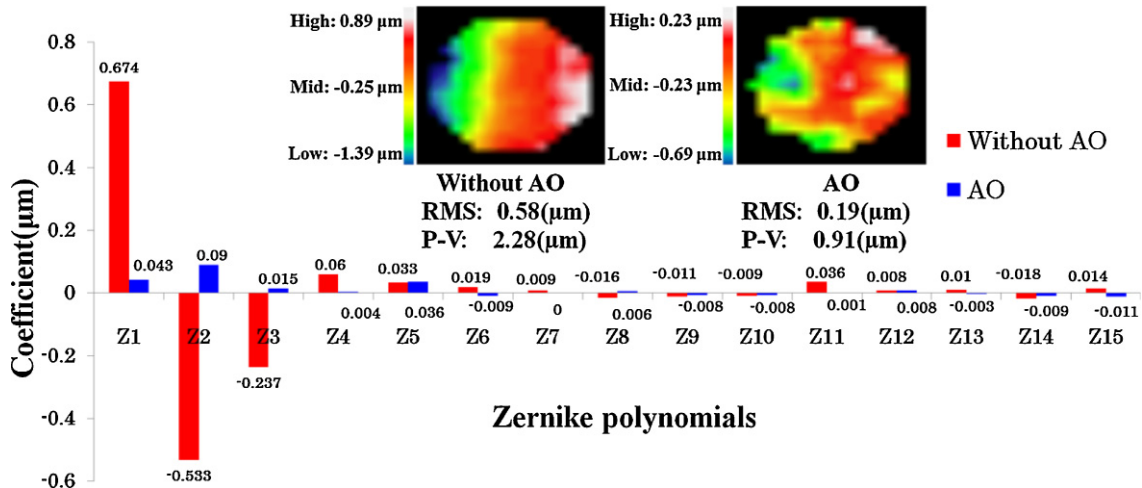 High: 0.89 µm
Mid: -0.25 µm
Low: -1.39 µm
Without AO
RMS: 0.58(µm)
P-V: 2.28(µm)
High: 0.23 µm
Mid: -0.23 µm
Low: -0.69 µm
AO
RMS: 0.19(µm)
P-V: 0.91(µm)
Without AO
AO
Coefficient(µm)
0.8
0.6
0.4
0.2
0
-0.2
-0.4
-0.6
0.674
0.043
-0.533
0.09
-0.237
0.015
0.06
0.004
0.033
0.036
0.019
-0.009
0.009
0
-0.016
0.006
-0.011
-0.008
-0.009
-0.008
0.036
0.001
0.008
0.008
0.01
-0.003
-0.018
-0.009
0.014
-0.011
Z1 Z2 Z3 Z4 Z5 Z6 Z7 Z8 Z9 Z10 Z11 Z12 Z13 Z14 Z15
Zernike polynomials